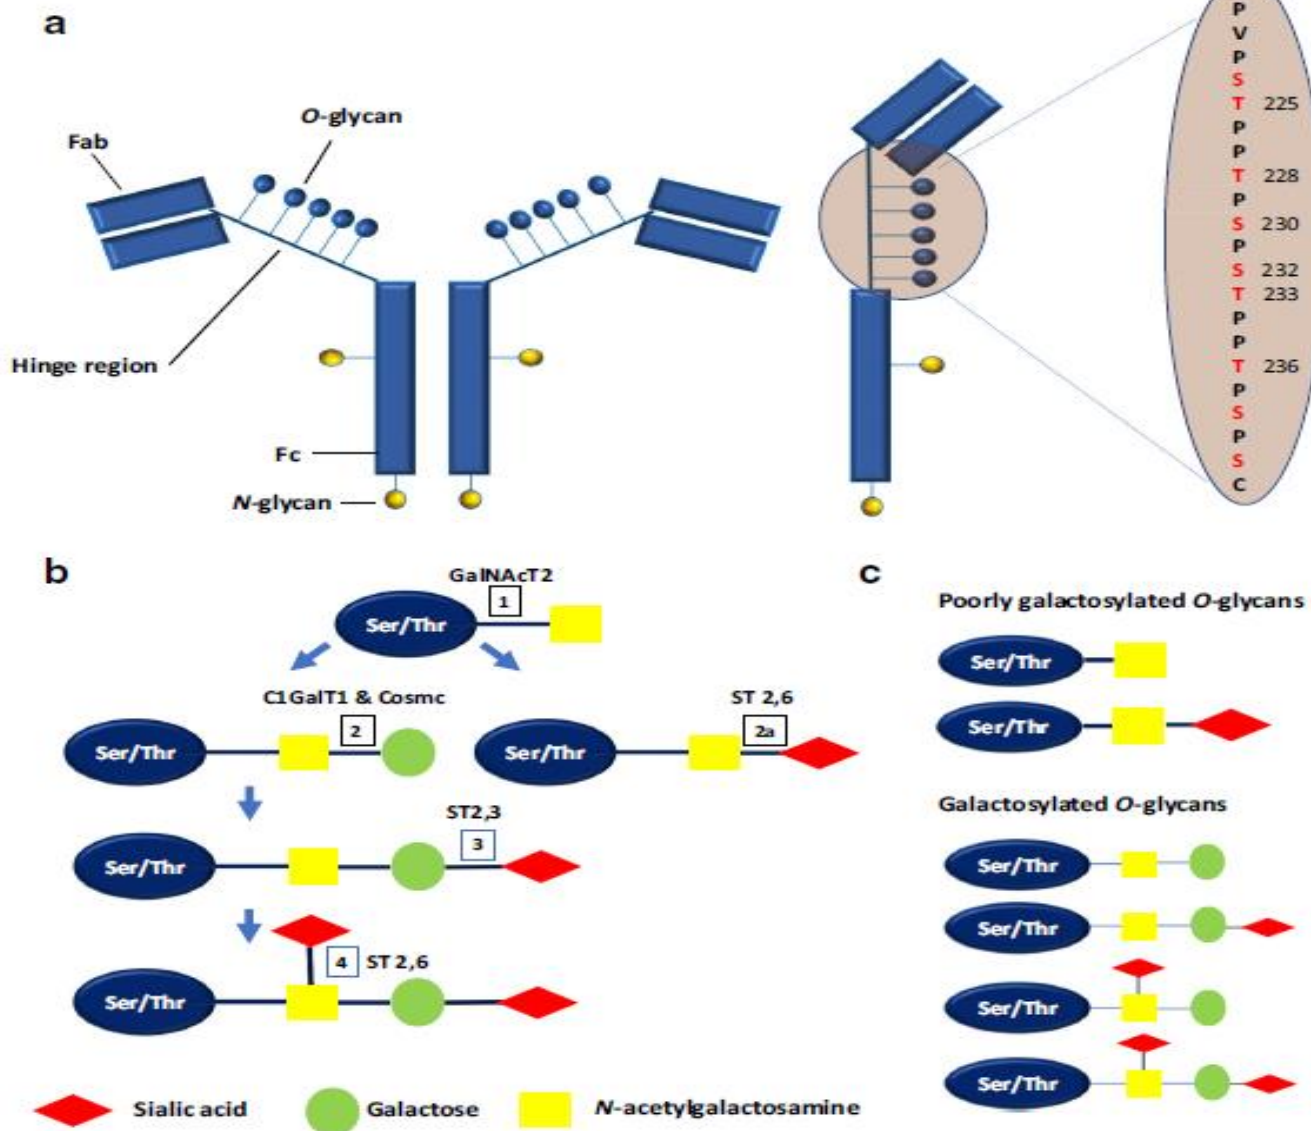 a
O-glycan
Fab
Hinge region
Fc
N-glycan
P
V
P
S
T 225
P
P
T 228
P
S 230
P
S 232
T 233
P
P
T 236
P
S
P
S
C
b
GalNAcT2
1
Ser/Thr
C1GalT1 & Cosmc
2
Ser/Thr
ST 2,6
2a
Ser/Thr
ST2,3
3
Ser/Thr
4 ST 2,6
Ser/Thr
c
Poorly galactosylated O-glycans
Ser/Thr
Ser/Thr
Galactosylated O-glycans
Ser/Thr
Ser/Thr
Ser/Thr
Ser/Thr
Sialic acid
Galactose
N-acetylgalactosamine